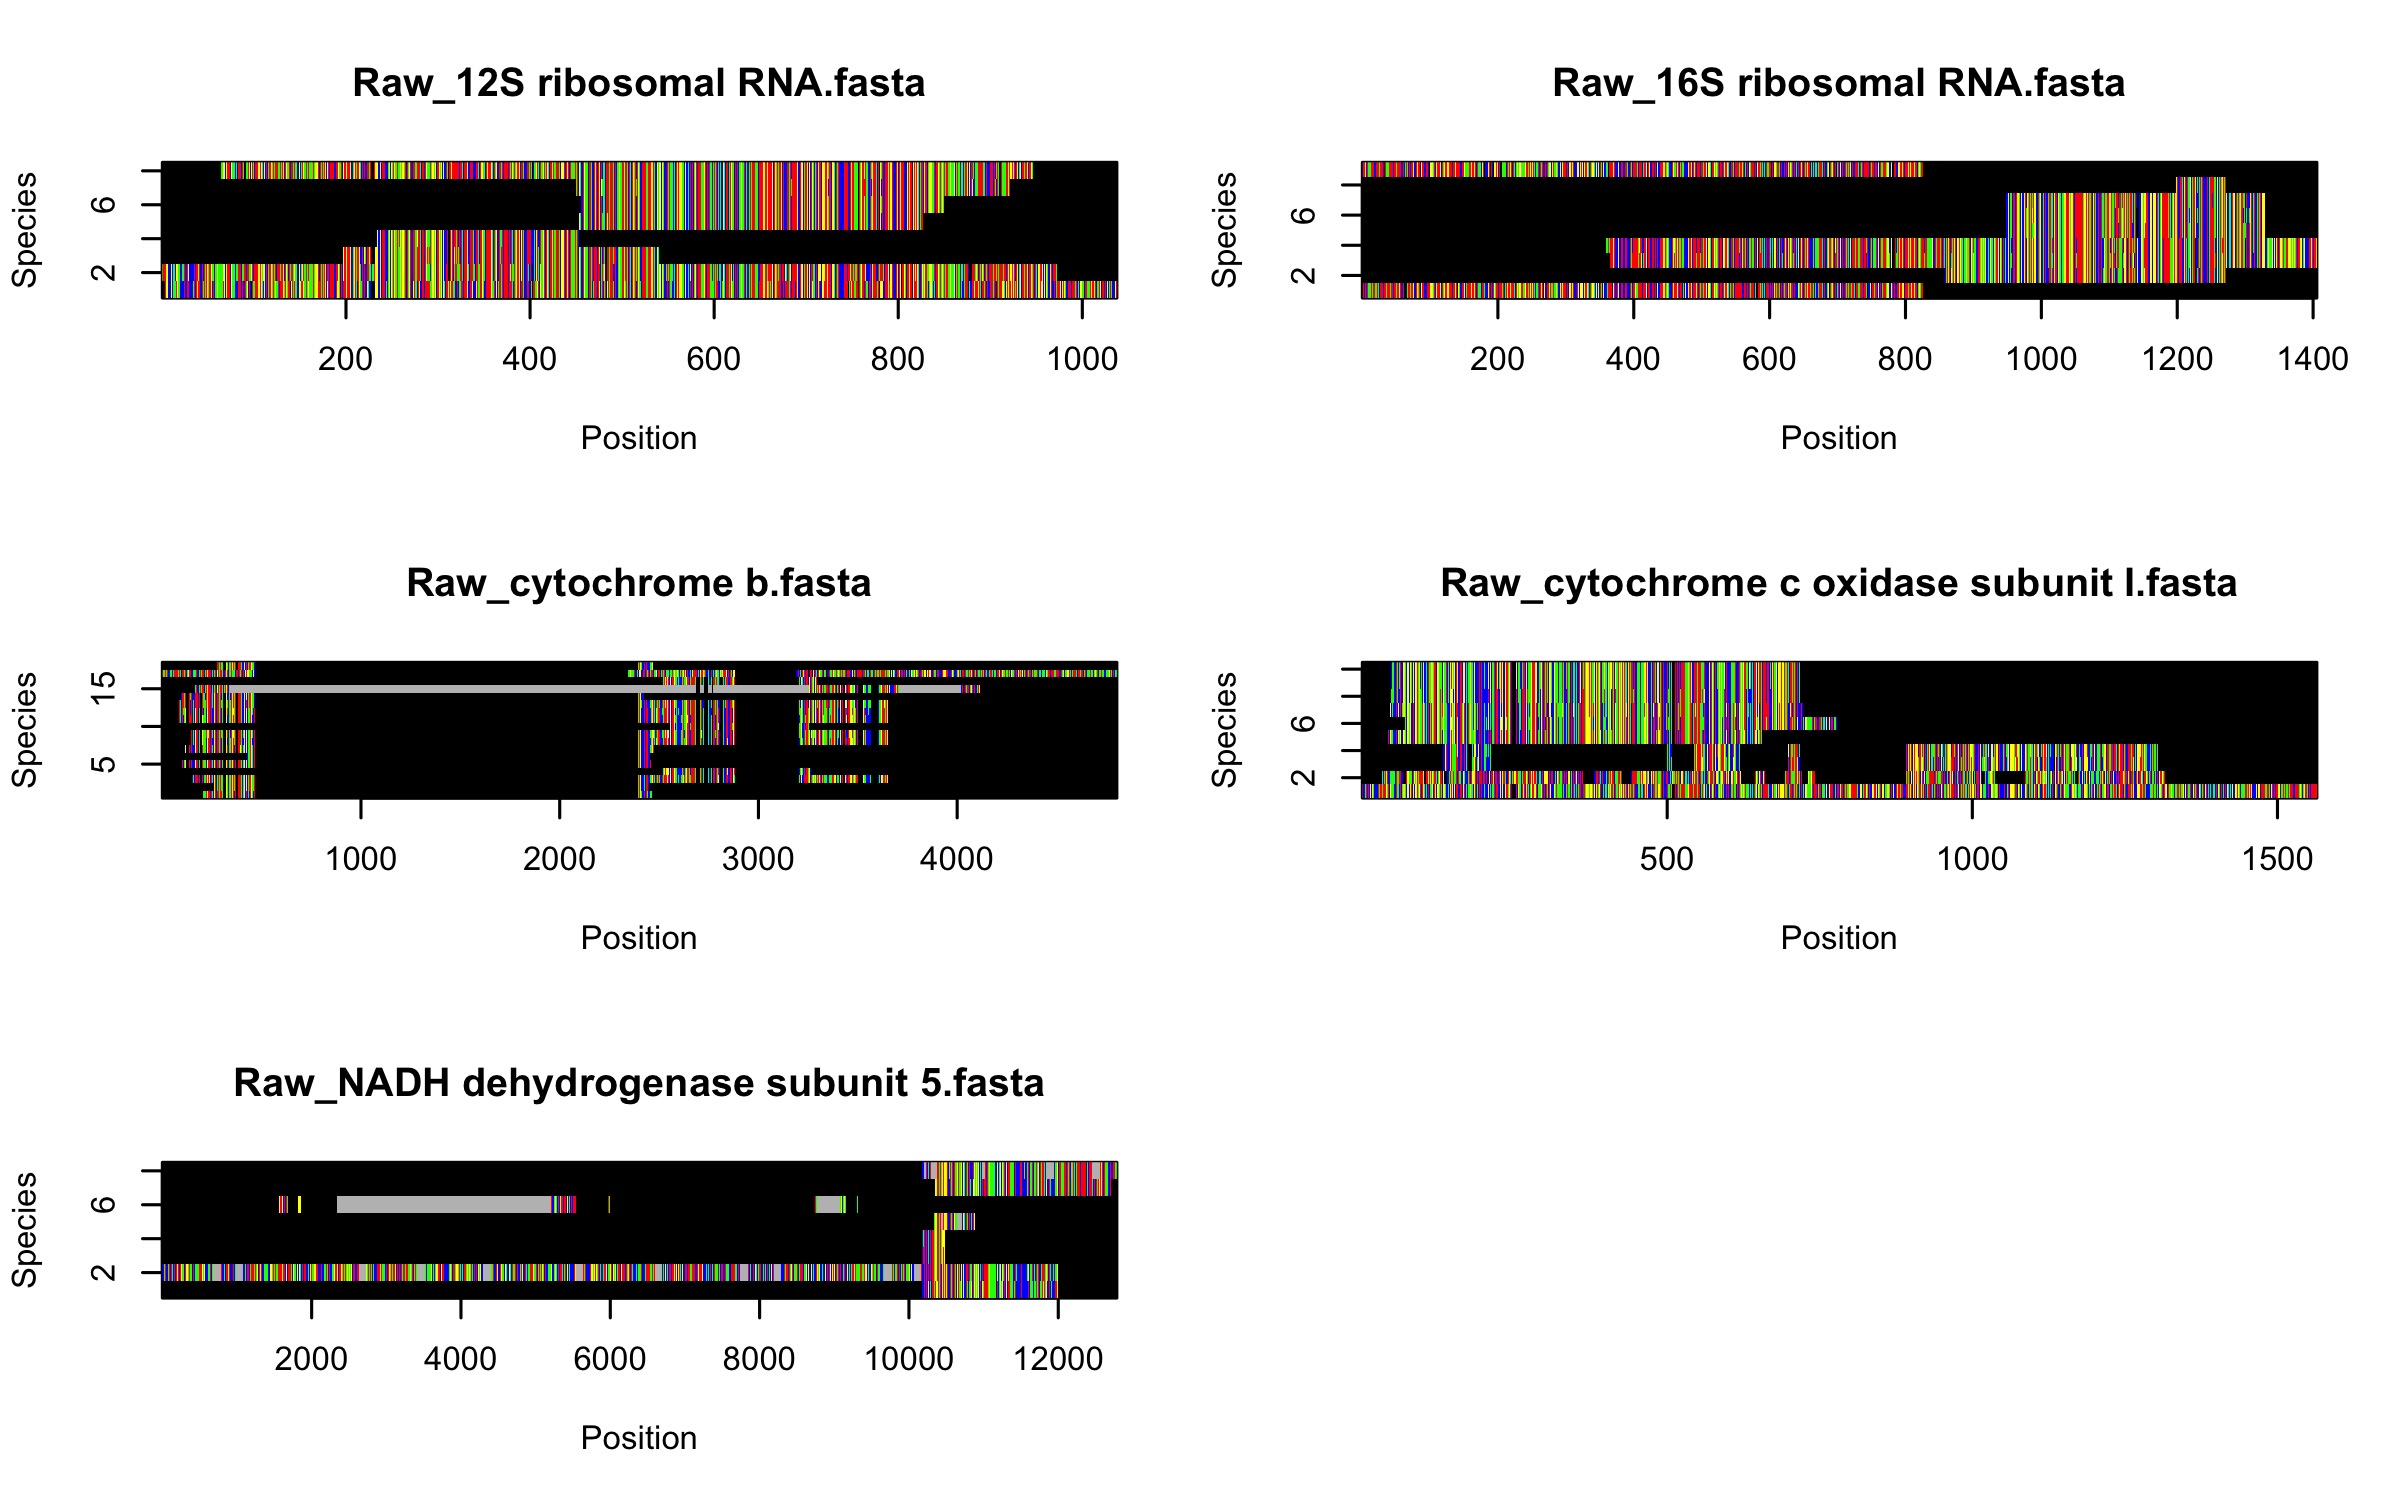 Raw_12S ribosomal RNA.fasta
Species
2 6
200 400 600 800 1000
Position
Raw_16S ribosomal RNA.fasta
Species
2 6
200 400 600 800 1000 1200 1400
Position
Raw_cytochrome b.fasta
Species
5 15
1000 2000 3000 4000
Position
Raw_cytochrome c oxidase subunit I.fasta
Species
2 6
500 1000 1500
Position
Raw_NADH dehydrogenase subunit 5.fasta
Species
2 6
2000 4000 6000 8000 10000 12000
Position